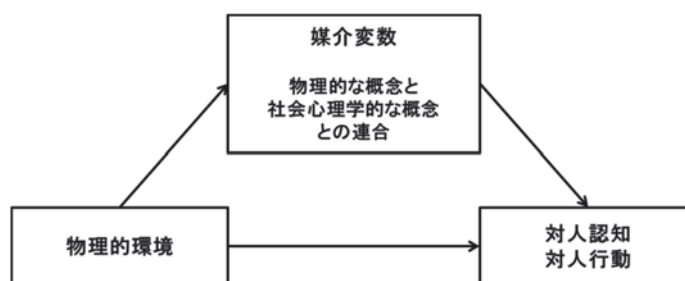 媒介変数
物理的な概念と
社会心理学的な概念
との連合
物理的環境
対人認知
対人行動